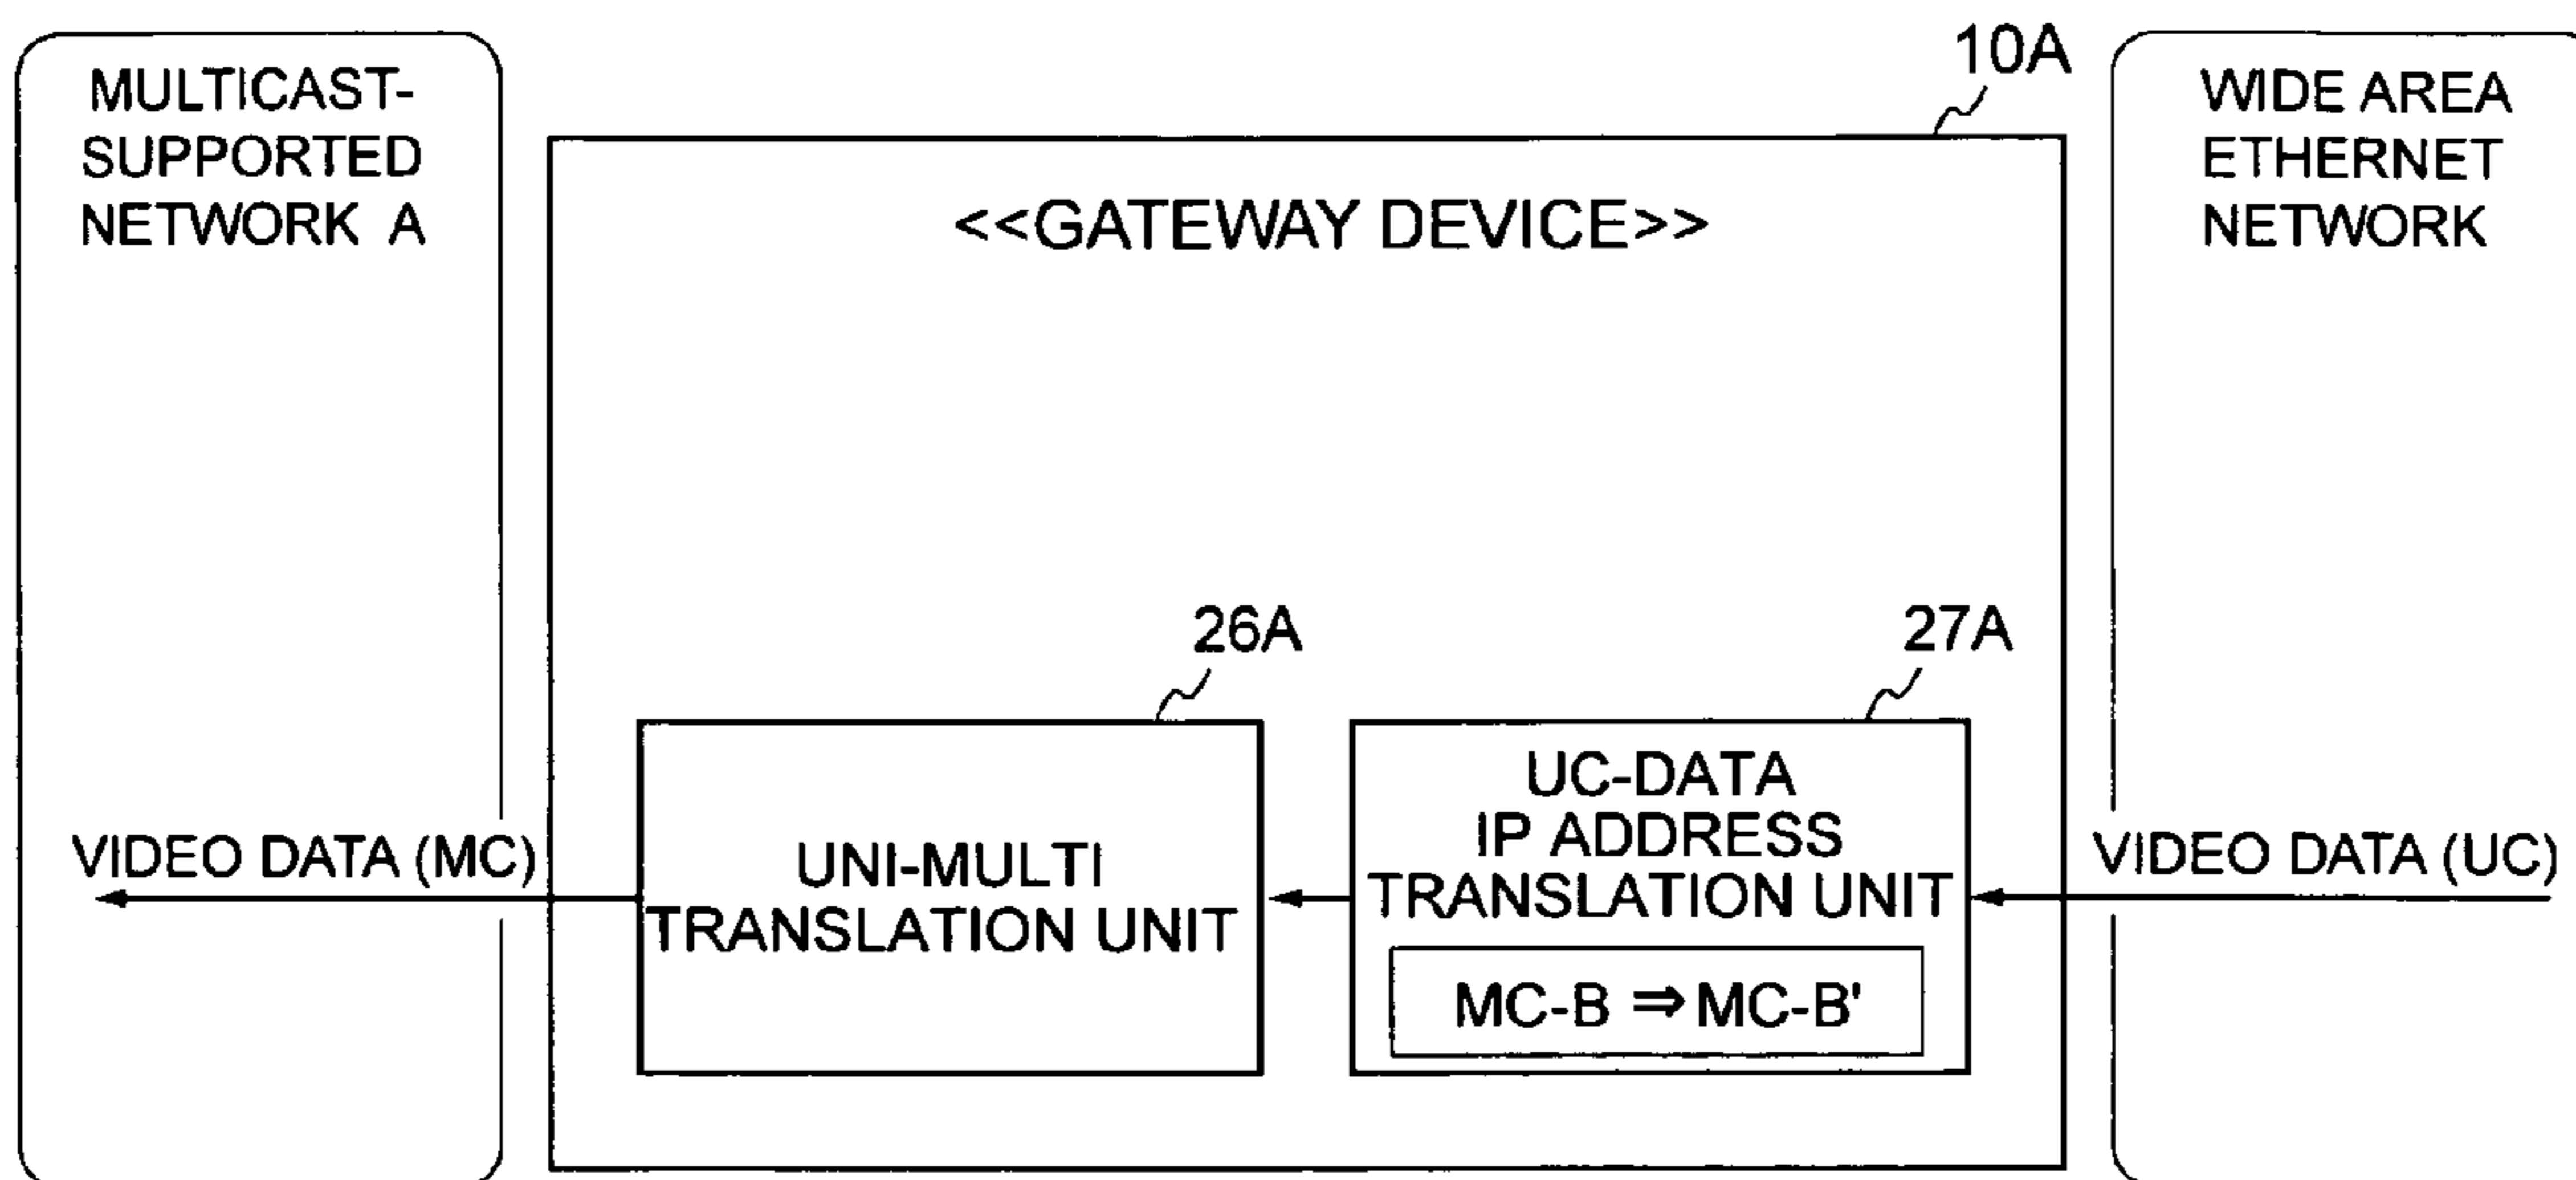 MULTICAST-
SUPPORTED
NETWORK A
10A
<<GATEWAY DEVICE>>
WIDE AREA
ETHERNET
NETWORK
26A
27A
VIDEO DATA (MC)
UNI-MULTI
TRANSLATION UNIT
UC-DATA
IP ADDRESS
TRANSLATION UNIT
MC-B ⇒ MC-B'
VIDEO DATA (UC)